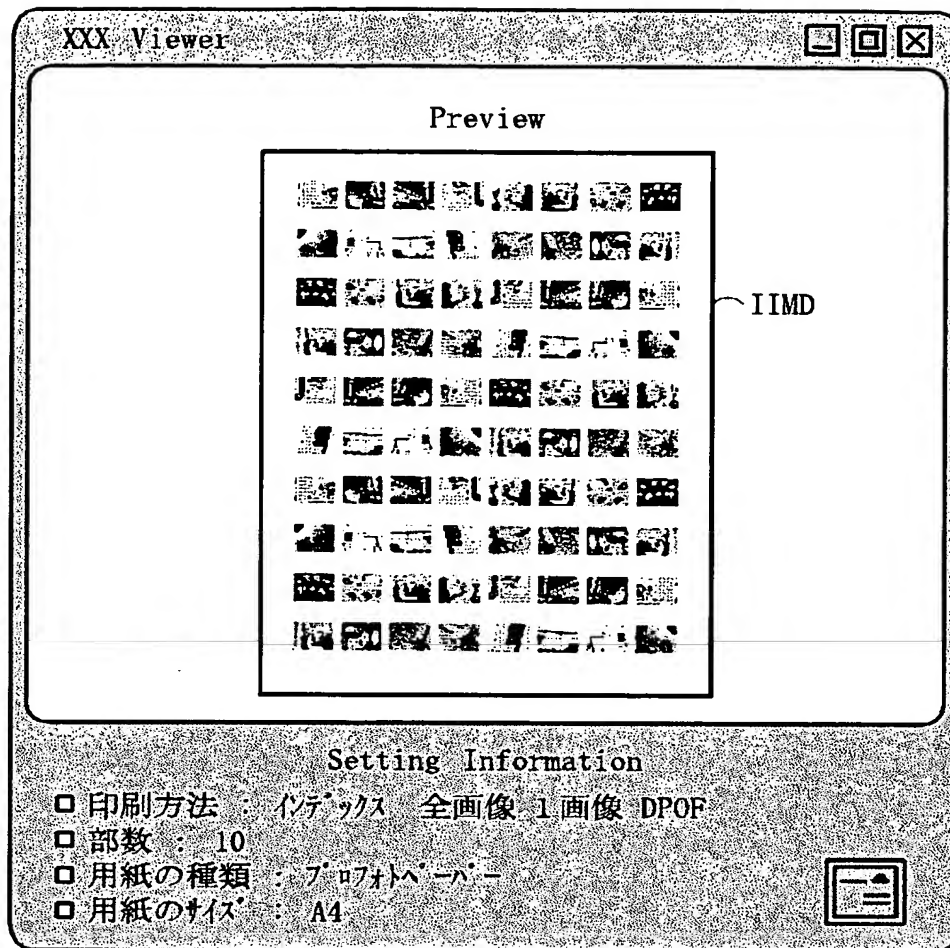 XXX Viewer
Preview
IIMD
Setting Information
印刷方法 : インデックス 全画像 1画像 DPOF
部数 : 10
用紙の種類 : プロフォトペーパー
用紙のサイズ : A4